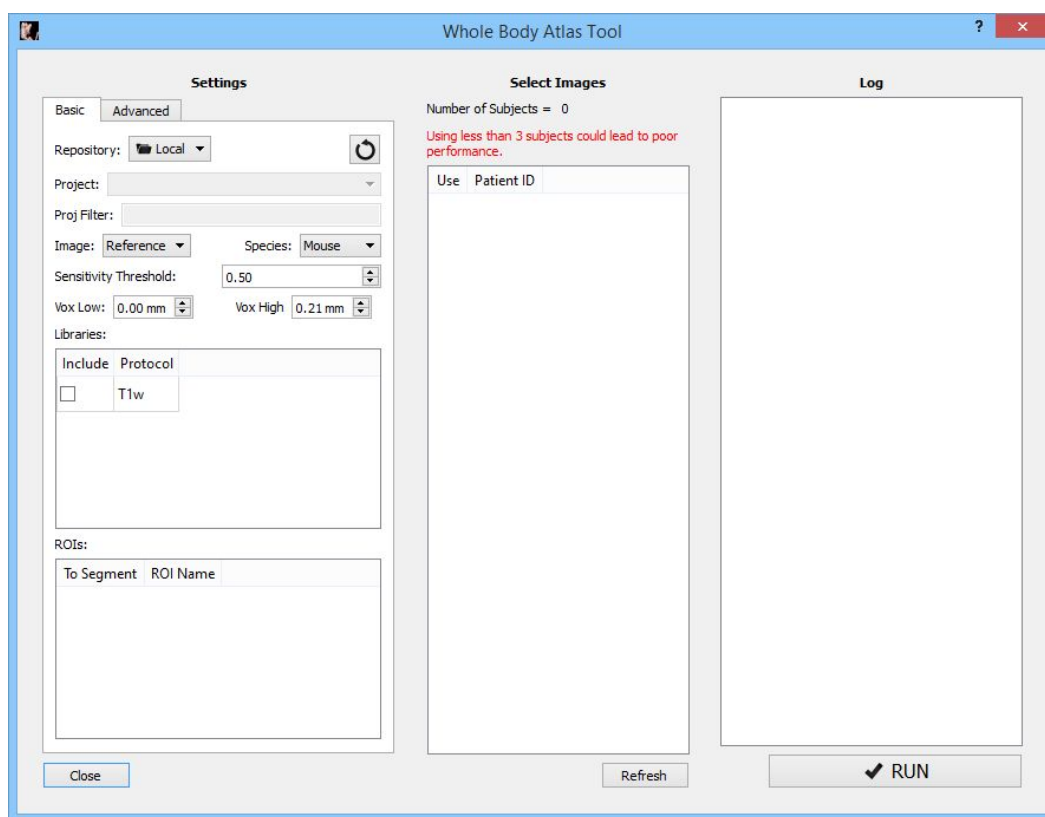 Whole Body Atlas Tool
?
Settings
Basic Advanced
Repository: Local
Project:
Proj Filter:
Image: Reference Species: Mouse
Sensitivity Threshold: 0.50
Vox Low: 0.00 mm Vox High 0.21 mm
Libraries:
Include Protocol
T1w
ROIs:
To Segment ROI Name
Close
Select Images
Number of Subjects = 0
Using less than 3 subjects could lead to poor
performance.
Use Patient ID
Refresh
Log
RUN